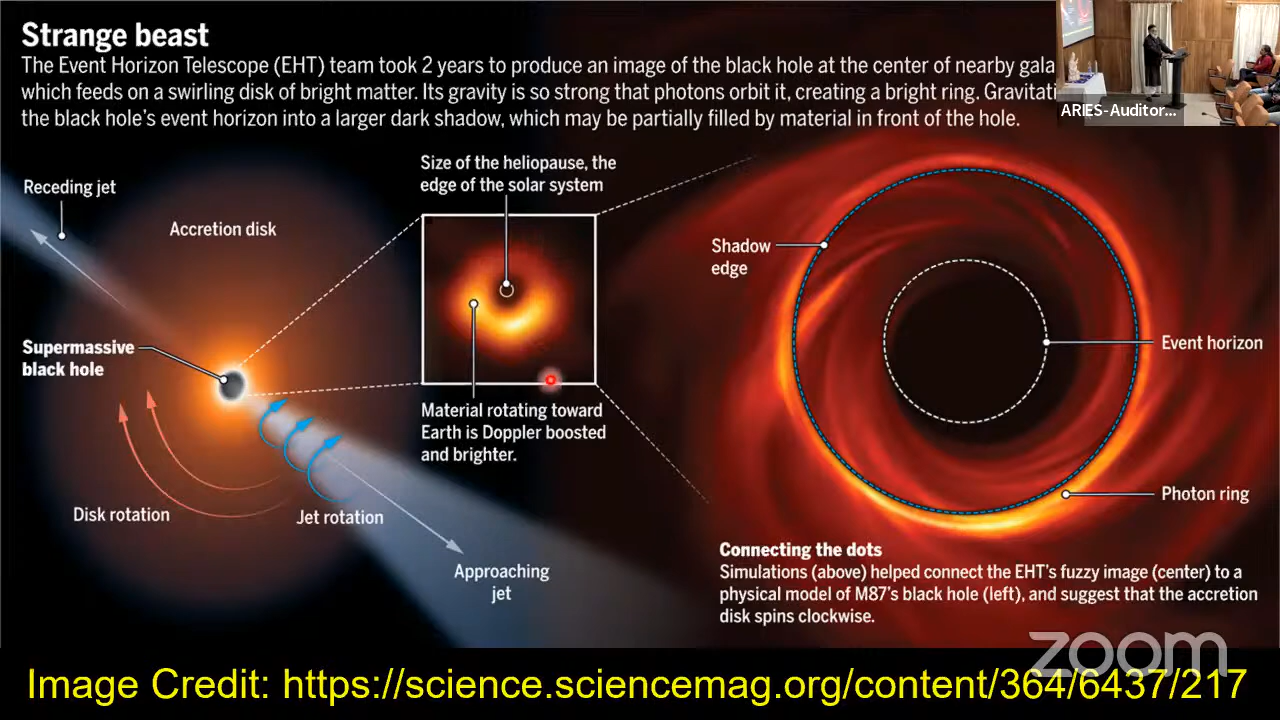 Strange beast
The Event Horizon Telescope (EHT) team took 2 years to produce an image of the black hole at the center of nearby gala
which feeds on a swirling disk of bright matter. Its gravity is so strong that photons orbit it, creating a bright ring. Gravitati
the black hole's event horizon into a larger dark shadow, which may be partially filled by material in front of the hole.
ARIES-Auditor...
Receding jet
Accretion disk
Supermassive
black hole
Disk rotation
Jet rotation
Approaching
jet
Size of the heliopause, the
edge of the solar system
Material rotating toward
Earth is Doppler boosted
and brighter.
Shadow
edge
Event horizon
Photon ring
Connecting the dots
Simulations (above) helped connect the EHT's fuzzy image (center) to a
physical model of M87's black hole (left), and suggest that the accretion
disk spins clockwise.
zoom
Image Credit: https://science.sciencemag.org/content/364/6437/217